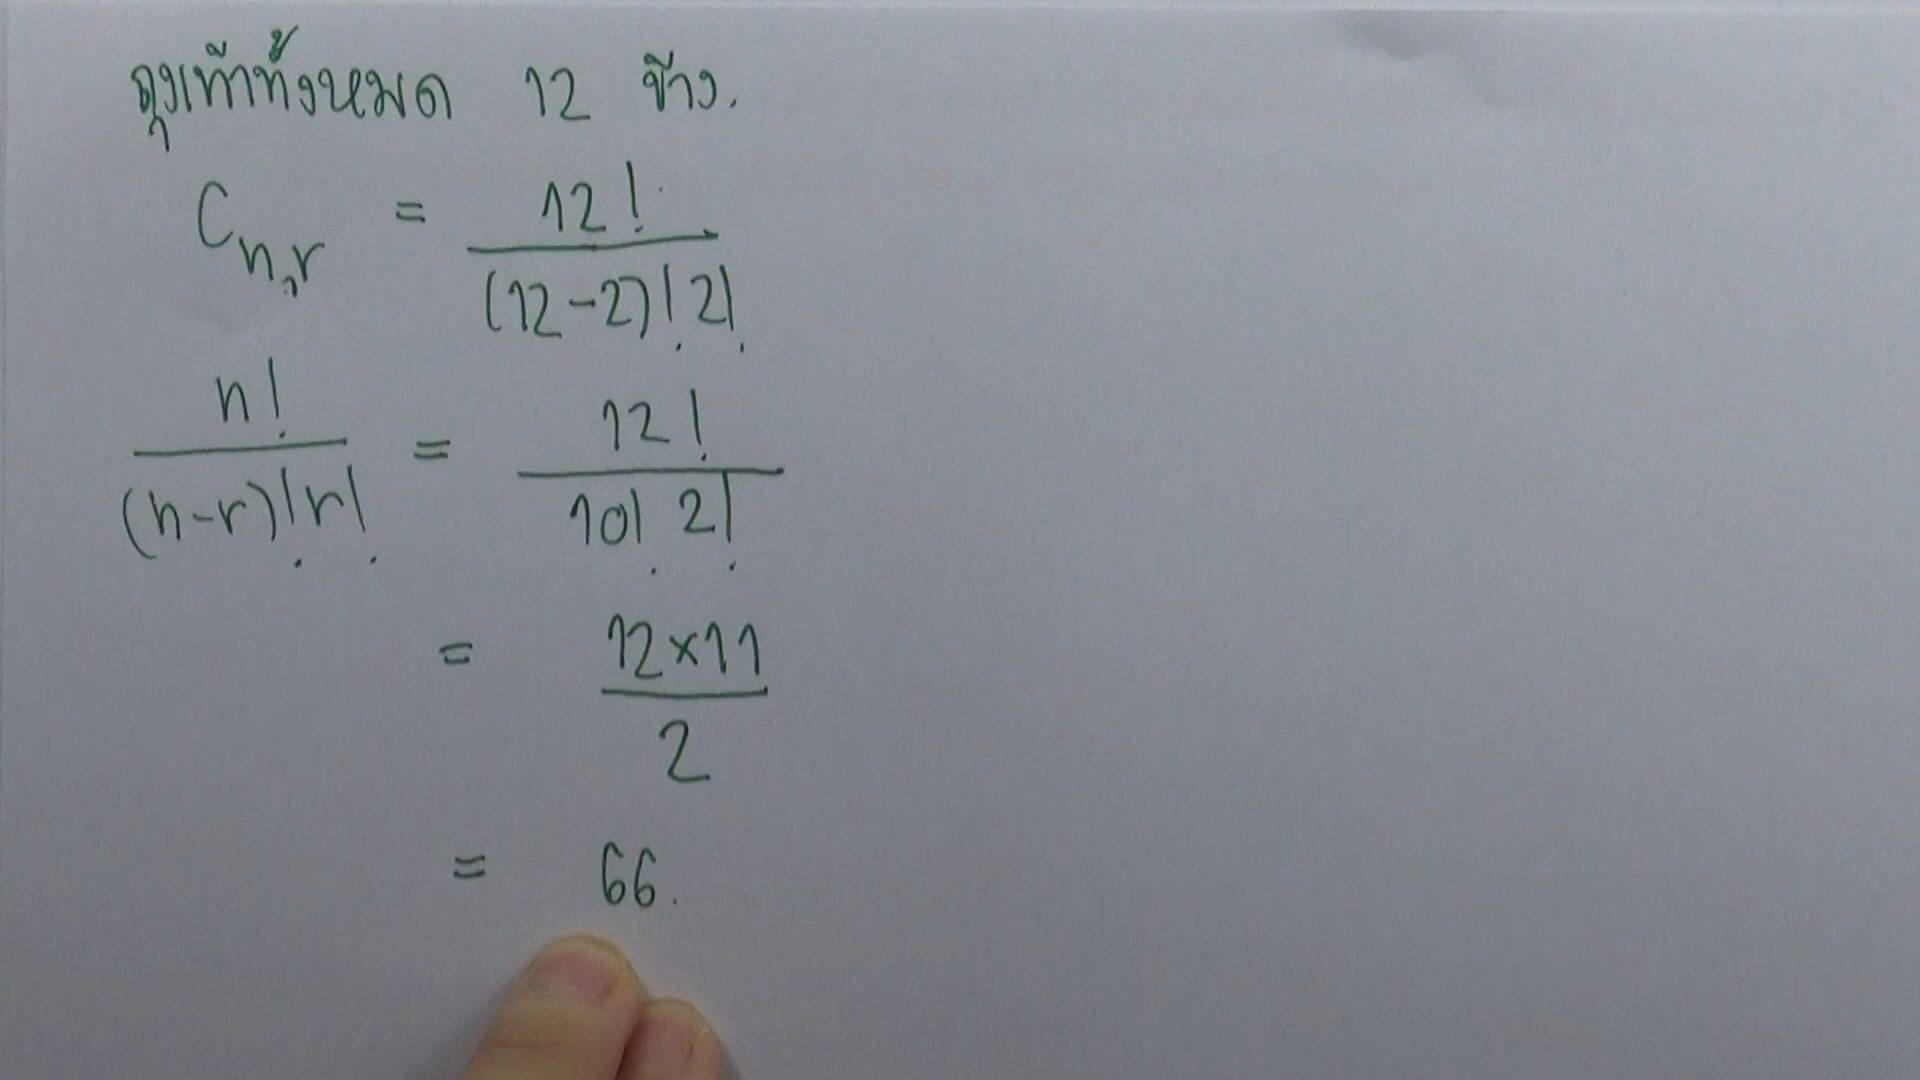 ถุงเท้าทั้งหมด 12 ข้าง.
C n,r = 12! / (12-2)! 2!
n! / (n-r)! r! = 12! / 10! 2!
= 12×11 / 2
= 66.